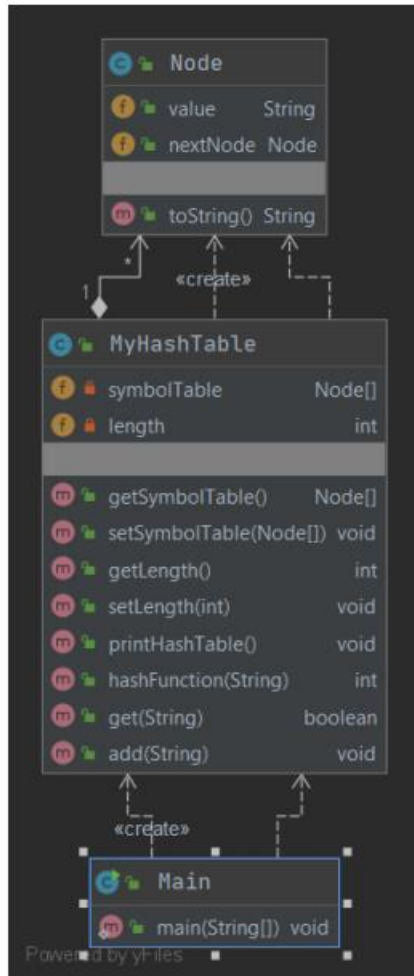 Node
value String
nextNode Node
toString() String
*
«create»
1
MyHashTable
symbolTable Node[]
length int
getSymbolTable() Node[]
setSymbolTable(Node[]) void
getLength() int
setLength(int) void
printHashTable() void
hashFunction(String) int
get(String) boolean
add(String) void
«create»
Main
main(String[]) void
Powered by yFiles